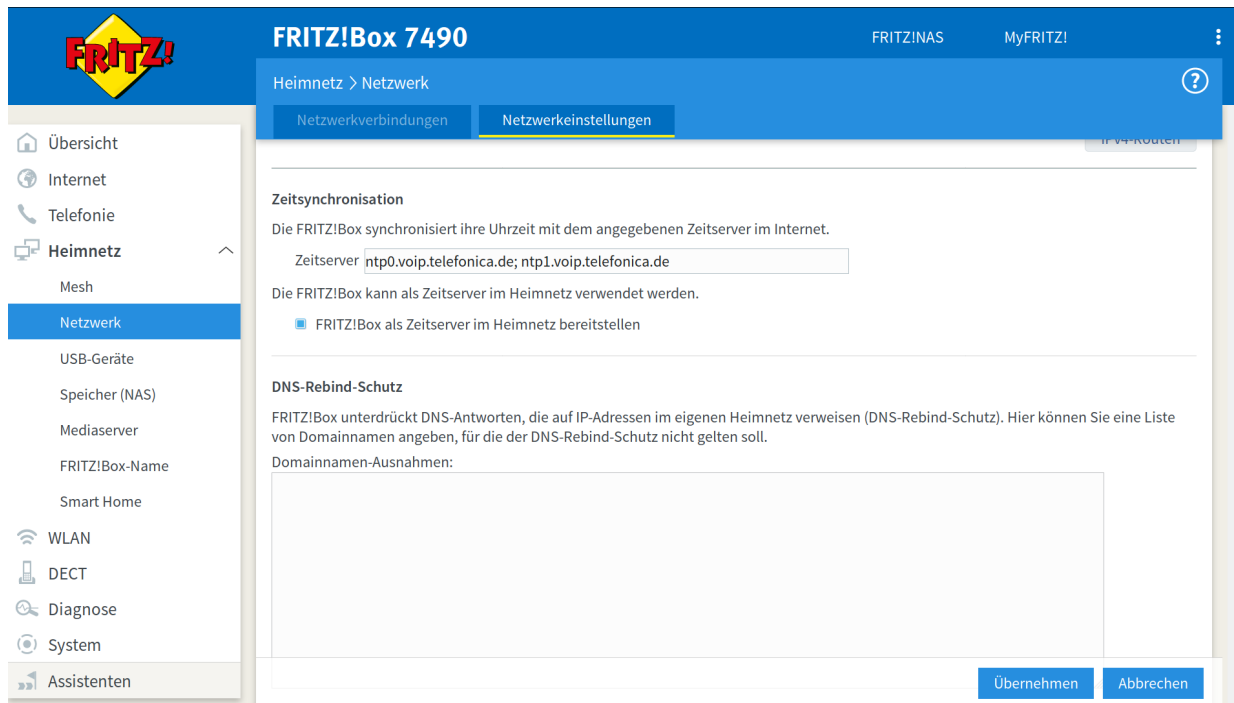 FRITZ!
FRITZ!Box 7490
FRITZ!NAS
MyFRITZ!
Heimnetz > Netzwerk
?
Netzwerkverbindungen
Netzwerkeinstellungen
IPv4-Routen
Übersicht
Internet
Telefonie
Heimnetz
Mesh
Netzwerk
USB-Geräte
Speicher (NAS)
Mediaserver
FRITZ!Box-Name
Smart Home
WLAN
DECT
Diagnose
System
Assistenten
Zeitsynchronisation
Die FRITZ!Box synchronisiert ihre Uhrzeit mit dem angegebenen Zeitserver im Internet.
Zeitserver ntp0.voip.telefonica.de; ntp1.voip.telefonica.de
Die FRITZ!Box kann als Zeitserver im Heimnetz verwendet werden.
FRITZ!Box als Zeitserver im Heimnetz bereitstellen
DNS-Rebind-Schutz
FRITZ!Box unterdrückt DNS-Antworten, die auf IP-Adressen im eigenen Heimnetz verweisen (DNS-Rebind-Schutz). Hier können Sie eine Liste
von Domainnamen angeben, für die der DNS-Rebind-Schutz nicht gelten soll.
Domainnamen-Ausnahmen:
Übernehmen
Abbrechen